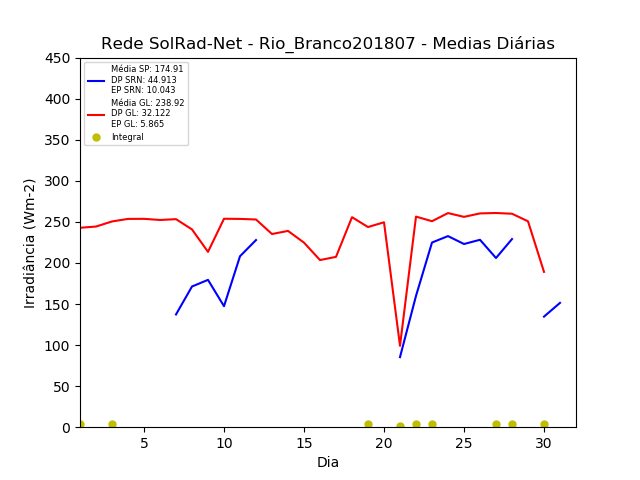 Rede SolRad-Net - Rio_Branco201807 - Medias Diárias
Média SP: 174.91
DP SRN: 44.913
EP SRN: 10.043
Média GL: 238.92
DP GL: 32.122
EP GL: 5.865
Integral
Irradiância (Wm-2)
450
400
350
300
250
200
150
100
50
0
5 10 15 20 25 30
Dia